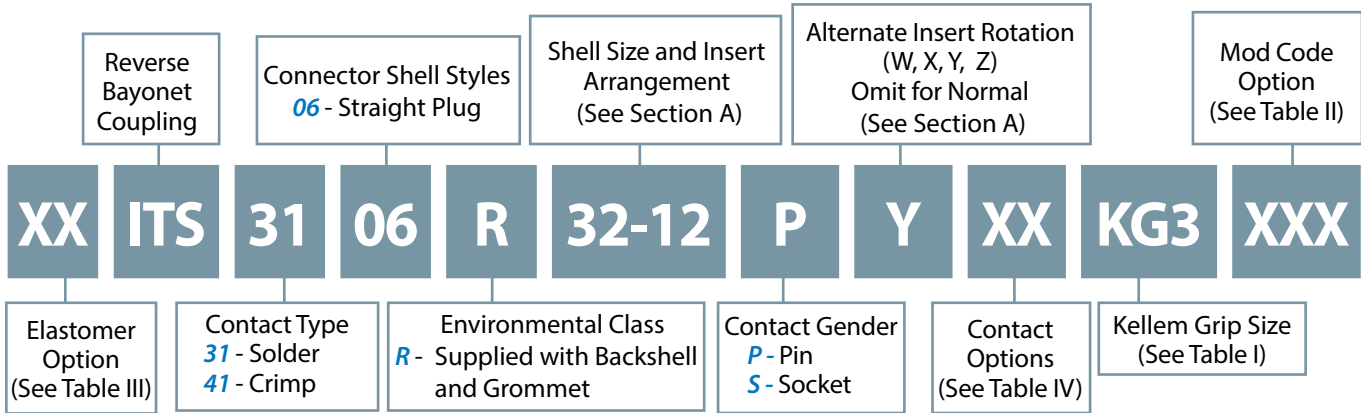 Reverse
Bayonet
Coupling
Connector Shell Styles
06 - Straight Plug
Shell Size and Insert
Arrangement
(See Section A)
Alternate Insert Rotation
(W, X, Y, Z)
Omit for Normal
(See Section A)
Mod Code
Option
(See Table II)
XX ITS 31 06 R 32-12 P Y XX KG3 XXX
Elastomer
Option
(See Table III)
Contact Type
31 - Solder
41 - Crimp
Environmental Class
R - Supplied with Backshell
and Grommet
Contact Gender
P - Pin
S - Socket
Contact
Options
(See Table IV)
Kellem Grip Size
(See Table I)